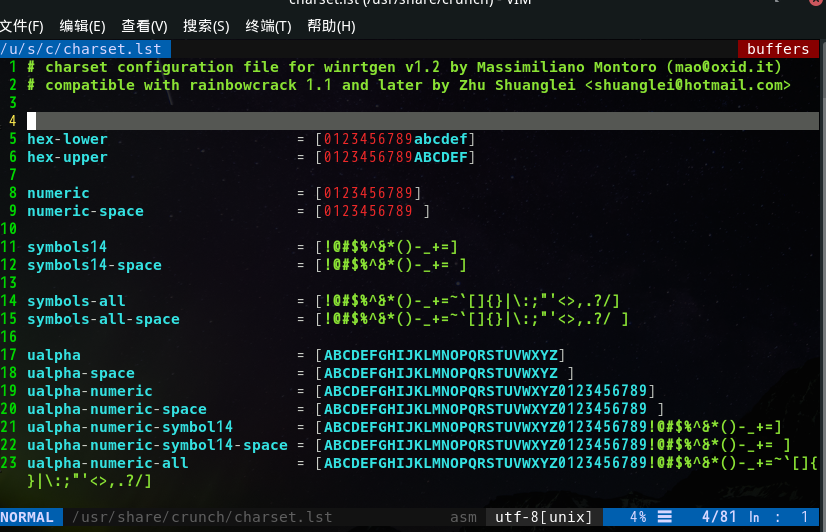 charset.lst (/usr/share/crunch) - VIM
文件(F) 编辑(E) 查看(V) 搜索(S) 终端(T) 帮助(H)
/u/s/c/charset.lst buffers
1 # charset configuration file for winrtgen v1.2 by Massimiliano Montoro (mao@oxid.it)
2 # compatible with rainbowcrack 1.1 and later by Zhu Shuanglei <shuanglei@hotmail.com>
3
4
5 hex-lower = [0123456789abcdef]
6 hex-upper = [0123456789ABCDEF]
7
8 numeric = [0123456789]
9 numeric-space = [0123456789 ]
10
11 symbols14 = [!@#$%^&*()-_+=]
12 symbols14-space = [!@#$%^&*()-_+= ]
13
14 symbols-all = [!@#$%^&*()-_+=~`[]{}|\:;"'<>,.?/]
15 symbols-all-space = [!@#$%^&*()-_+=~`[]{}|\:;"'<>,.?/ ]
16
17 ualpha = [ABCDEFGHIJKLMNOPQRSTUVWXYZ]
18 ualpha-space = [ABCDEFGHIJKLMNOPQRSTUVWXYZ ]
19 ualpha-numeric = [ABCDEFGHIJKLMNOPQRSTUVWXYZ0123456789]
20 ualpha-numeric-space = [ABCDEFGHIJKLMNOPQRSTUVWXYZ0123456789 ]
21 ualpha-numeric-symbol14 = [ABCDEFGHIJKLMNOPQRSTUVWXYZ0123456789!@#$%^&*()-_+=]
22 ualpha-numeric-symbol14-space = [ABCDEFGHIJKLMNOPQRSTUVWXYZ0123456789!@#$%^&*()-_+= ]
23 ualpha-numeric-all = [ABCDEFGHIJKLMNOPQRSTUVWXYZ0123456789!@#$%^&*()-_+=~`[]{
}|\:;"'<>,.?/]
NORMAL /usr/share/crunch/charset.lst asm utf-8[unix] 4% ☰ 4/81 ln : 1